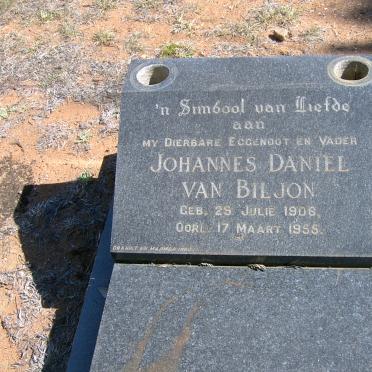 'n Simbool van Liefde
aan
My Dierbare Eggenoot en Vader
Johannes Daniel
van Biljon
Geb. 29 Julie 1906,
Oorl. 17 Maart 1955.